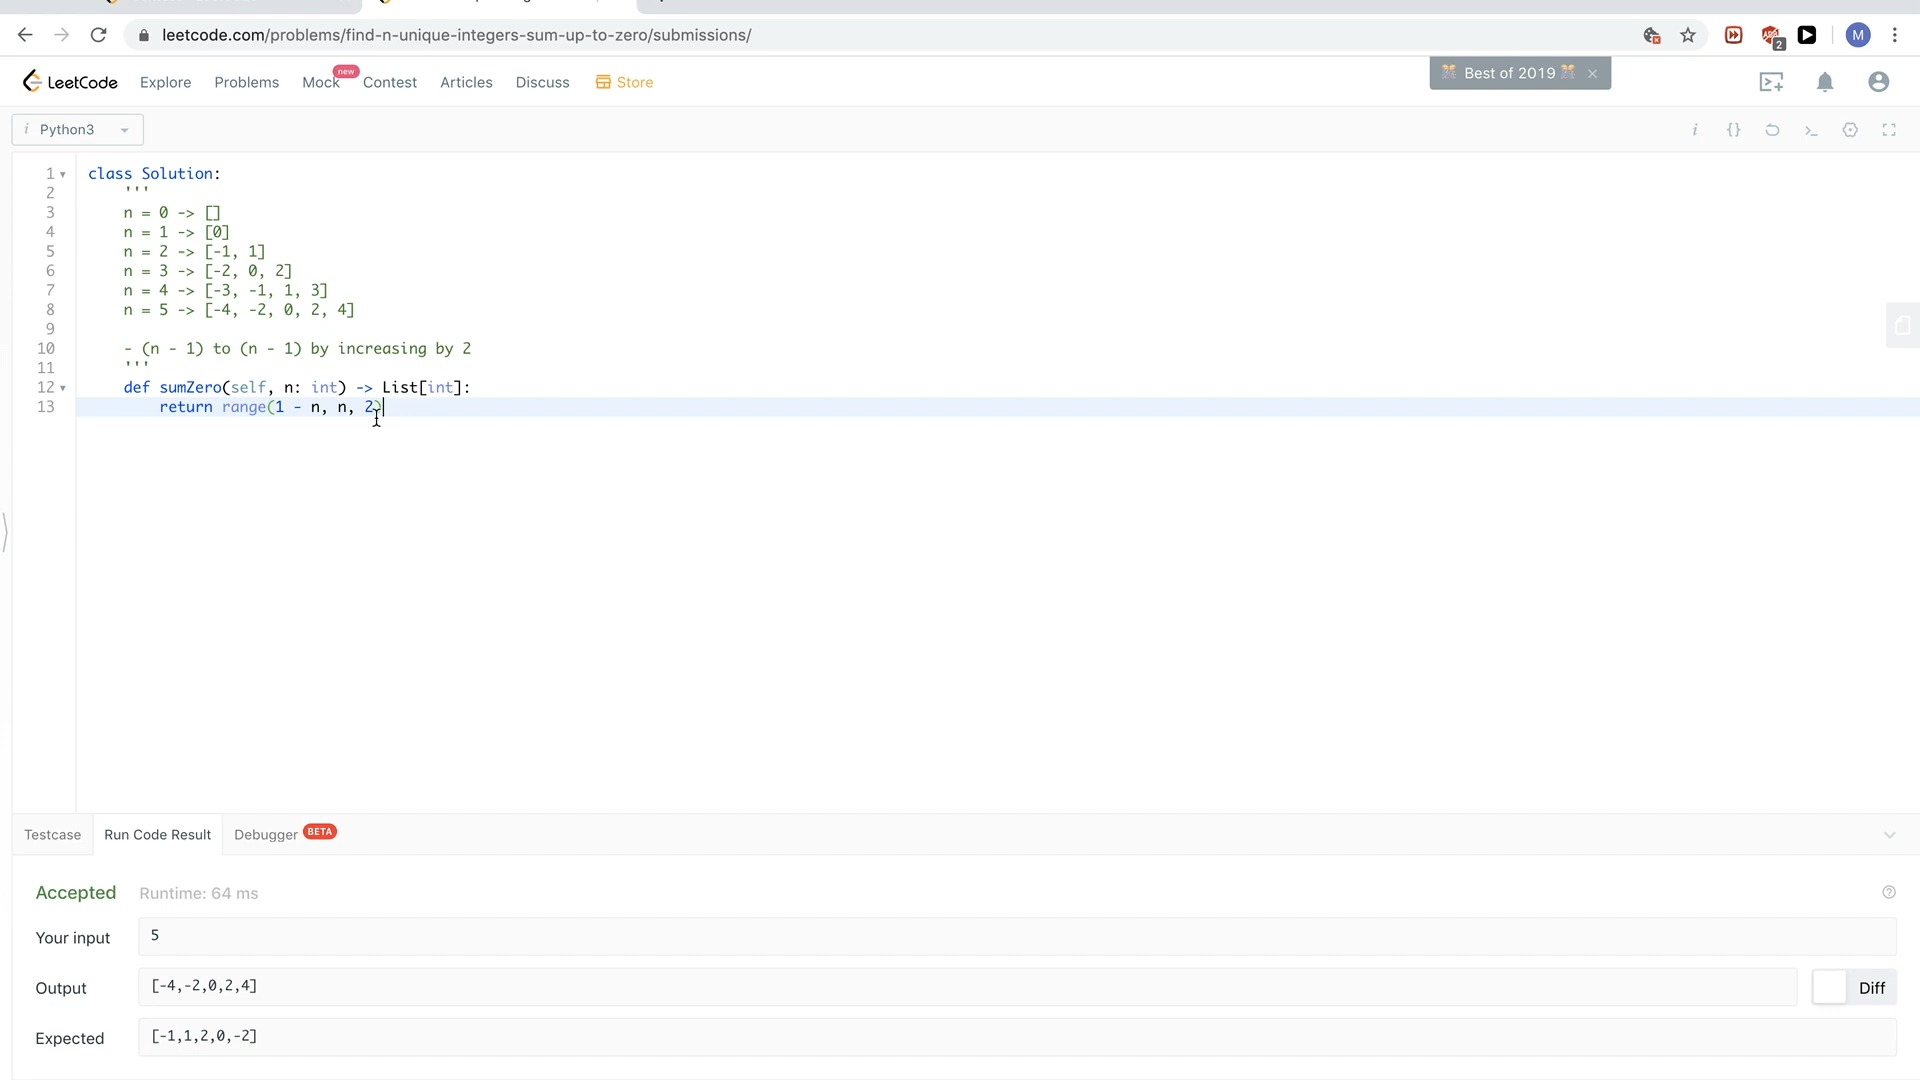 leetcode.com/problems/find-n-unique-integers-sum-up-to-zero/submissions/
2
M
LeetCode Explore Problems Mock new Contest Articles Discuss Store
Best of 2019 ×
i Python3
1 class Solution:
2 '''
3 n = 0 -> []
4 n = 1 -> [0]
5 n = 2 -> [-1, 1]
6 n = 3 -> [-2, 0, 2]
7 n = 4 -> [-3, -1, 1, 3]
8 n = 5 -> [-4, -2, 0, 2, 4]
9
10 - (n - 1) to (n - 1) by increasing by 2
11 '''
12 def sumZero(self, n: int) -> List[int]:
13 return range(1 - n, n, 2)
Testcase Run Code Result Debugger BETA
Accepted Runtime: 64 ms
Your input 5
Output [-4,-2,0,2,4] Diff
Expected [-1,1,2,0,-2]